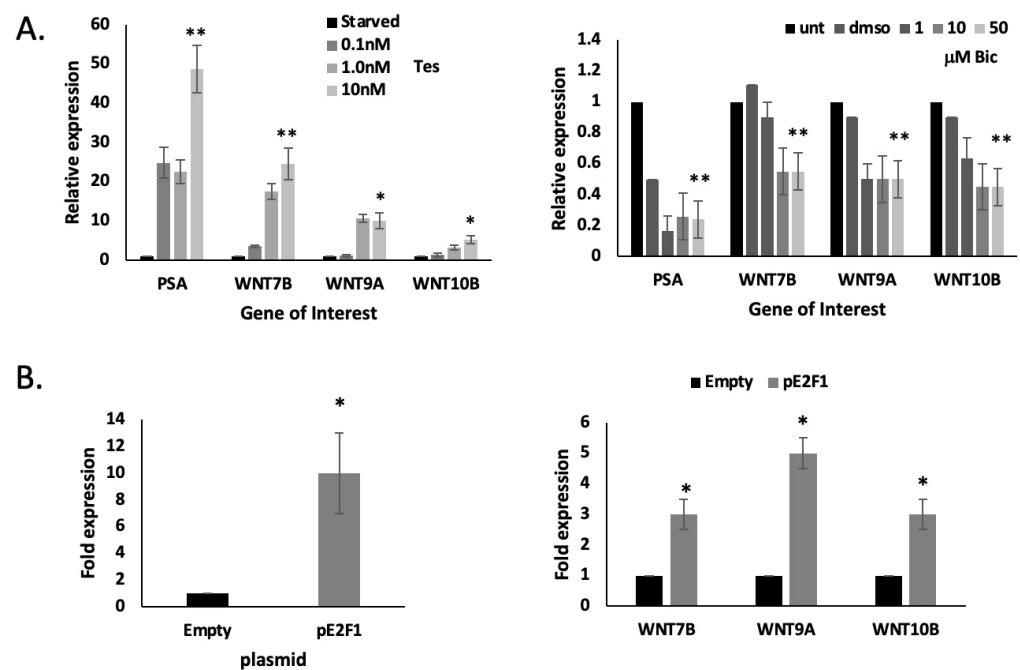 A.
Relative expression
60
50
40
30
20
10
0
Starved
0.1nM
1.0nM
10nM
Tes
**
**
*
*
PSA WNT7B WNT9A WNT10B
Gene of Interest
unt dmso 1 10 50
µM Bic
Relative expression
1.4
1.2
1
0.8
0.6
0.4
0.2
0
**
**
**
**
PSA WNT7B WNT9A WNT10B
Gene of Interest
B.
Fold expression
14
12
10
8
6
4
2
0
*
Empty pE2F1
plasmid
Empty pE2F1
Fold expression
6
5
4
3
2
1
0
*
*
*
WNT7B WNT9A WNT10B